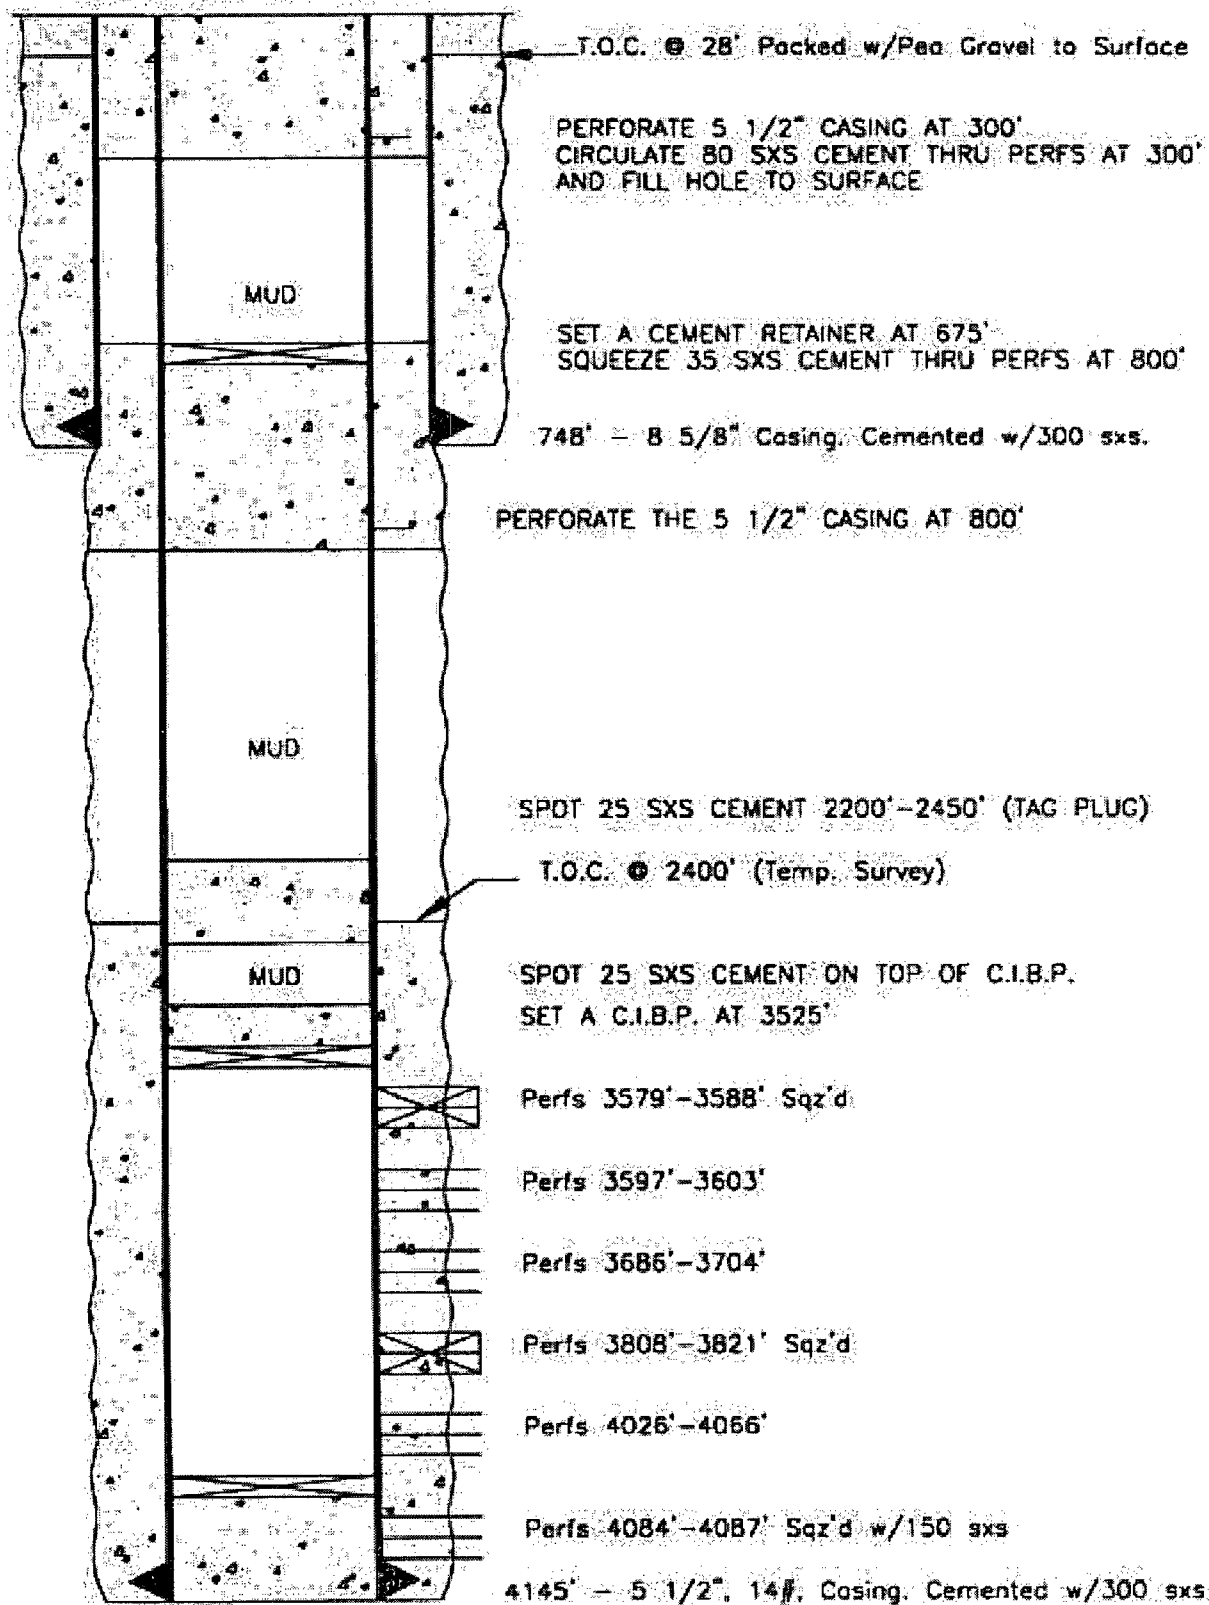 T.O.C. @ 28' Packed w/Pea Gravel to Surface
PERFORATE 5 1/2" CASING AT 300'
CIRCULATE 80 SXS CEMENT THRU PERFS AT 300'
AND FILL HOLE TO SURFACE
MUD
SET A CEMENT RETAINER AT 675'
SQUEEZE 35 SXS CEMENT THRU PERFS AT 800'
748' - 8 5/8" Casing. Cemented w/300 sxs.
PERFORATE THE 5 1/2" CASING AT 800'
MUD
SPOT 25 SXS CEMENT 2200'-2450' (TAG PLUG)
T.O.C. @ 2400' (Temp. Survey)
MUD
SPOT 25 SXS CEMENT ON TOP OF C.I.B.P.
SET A C.I.B.P. AT 3525'
Perfs 3579'-3588' Sqz'd
Perfs 3597'-3603'
Perfs 3686'-3704'
Perfs 3808'-3821' Sqz'd
Perfs 4026'-4066'
Perfs 4084'-4087' Sqz'd w/150 sxs
4145' - 5 1/2", 14#, Casing. Cemented w/300 sxs